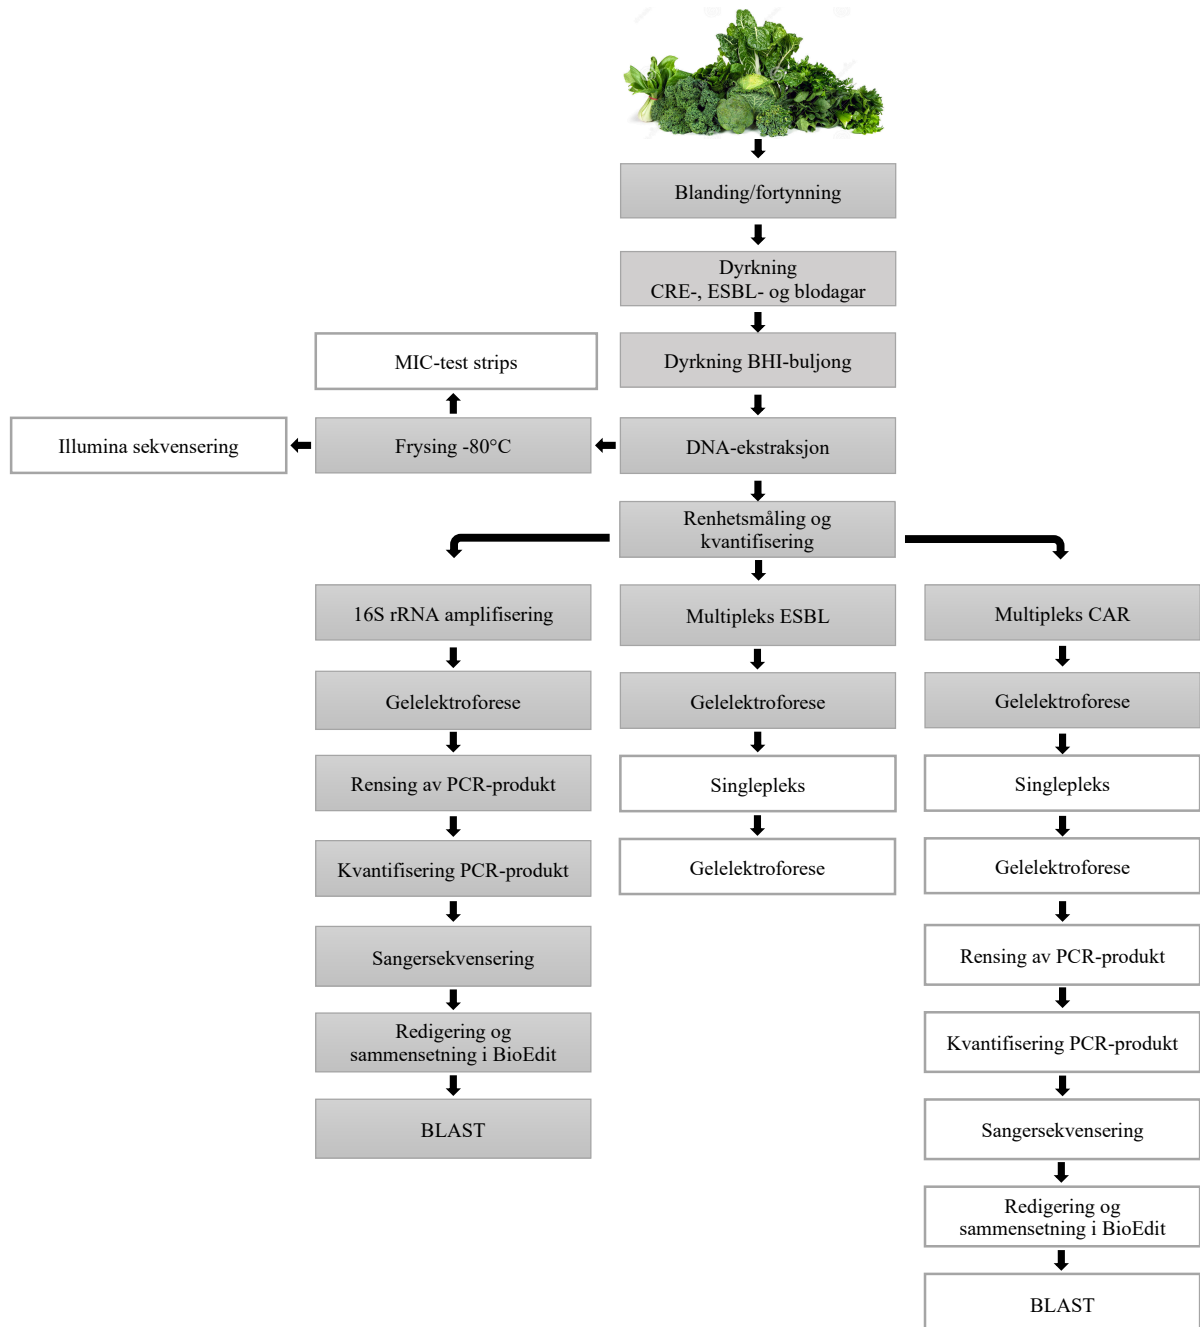 Blanding/fortynning
Dyrkning
CRE-, ESBL- og blodagar
MIC-test strips
Dyrkning BHI-buljong
Illumina sekvensering
Frysing -80°C
DNA-ekstraksjon
Renhetsmåling og
kvantifisering
16S rRNA amplifisering
Multipleks ESBL
Multipleks CAR
Gelelektroforese
Gelelektroforese
Gelelektroforese
Rensing av PCR-produkt
Singlepleks
Singlepleks
Kvantifisering PCR-produkt
Gelelektroforese
Gelelektroforese
Sangersekvensering
Rensing av PCR-produkt
Redigering og
sammensetning i BioEdit
Kvantifisering PCR-produkt
BLAST
Sangersekvensering
Redigering og
sammensetning i BioEdit
BLAST